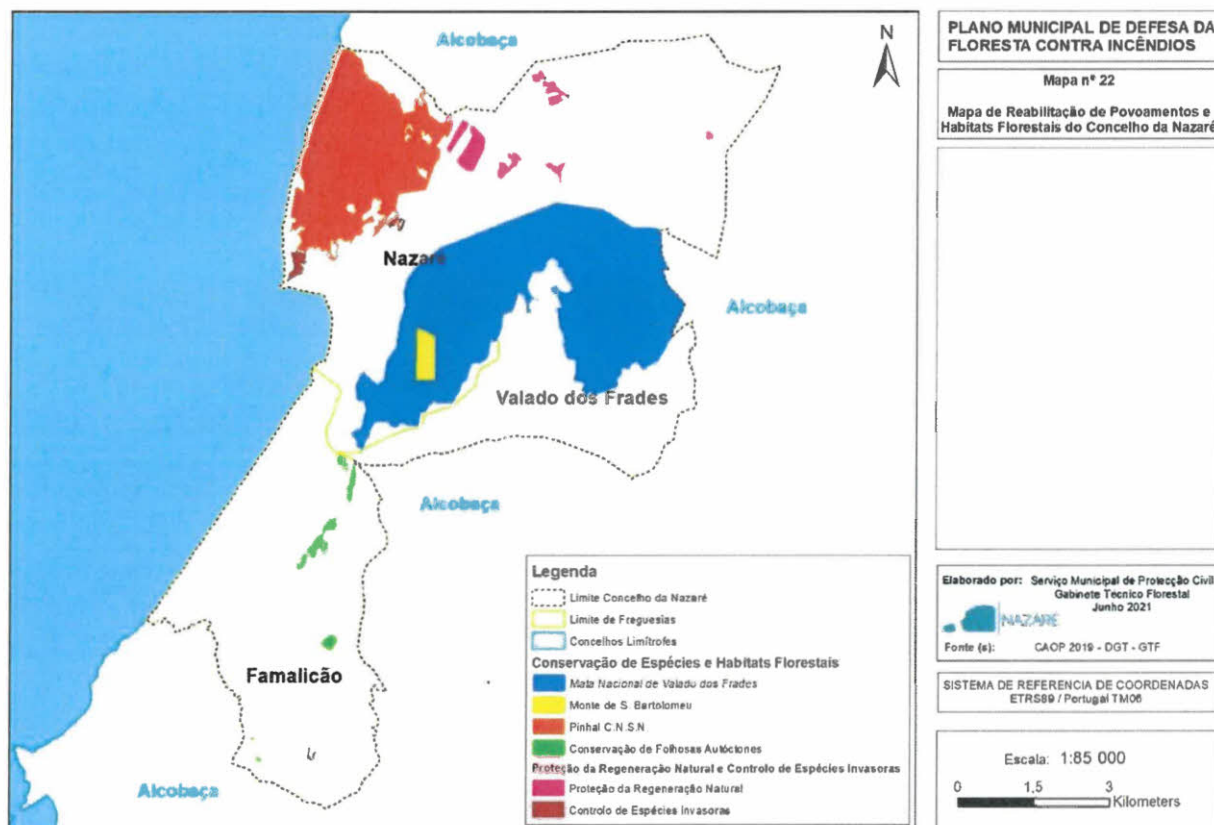 Alcobaça
N
Nazaré
Alcobaça
Valado dos Frades
Alcobaça
Famalicão
Alcobaça
Legenda
Limite Concelho da Nazaré
Limite de Freguesias
Concelhos Limítrofes
Conservação de Espécies e Habitats Florestais
Mata Nacional de Valado dos Frades
Monte de S. Bartolomeu
Pinhal C.N.S.N
Conservação de Folhosas Autóctones
Proteção da Regeneração Natural e Controlo de Espécies Invasoras
Proteção da Regeneração Natural
Controlo de Espécies Invasoras
PLANO MUNICIPAL DE DEFESA DA
FLORESTA CONTRA INCÊNDIOS
Mapa nº 22
Mapa de Reabilitação de Povoamentos e
Habitats Florestais do Concelho da Nazaré
Elaborado por: Serviço Municipal de Protecção Civil
Gabinete Técnico Florestal
Junho 2021
NAZARÉ
Fonte (s): CAOP 2019 - DGT - GTF
SISTEMA DE REFERENCIA DE COORDENADAS
ETRS89 / Portugal TM06
Escala: 1:85 000
0 1,5 3
Kilometers